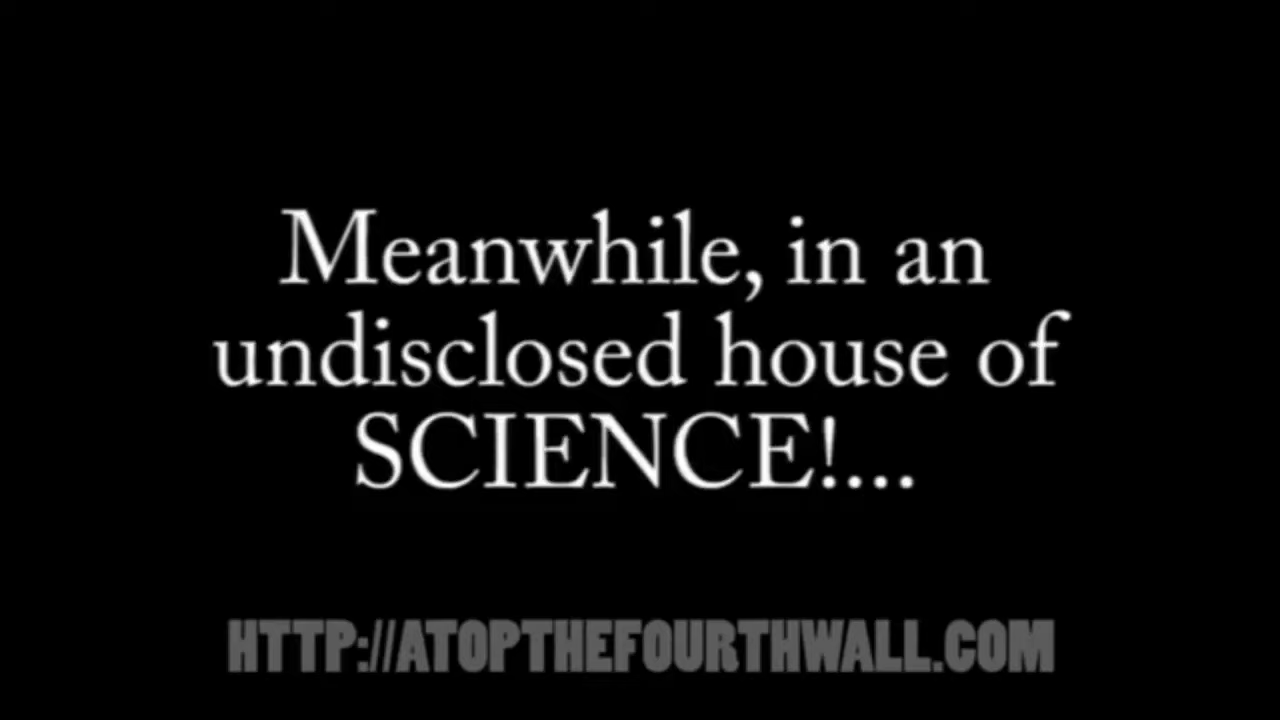 Meanwhile, in an
undisclosed house of
SCIENCE!...
HTTP://ATOPTHEFOURTHWALL.COM